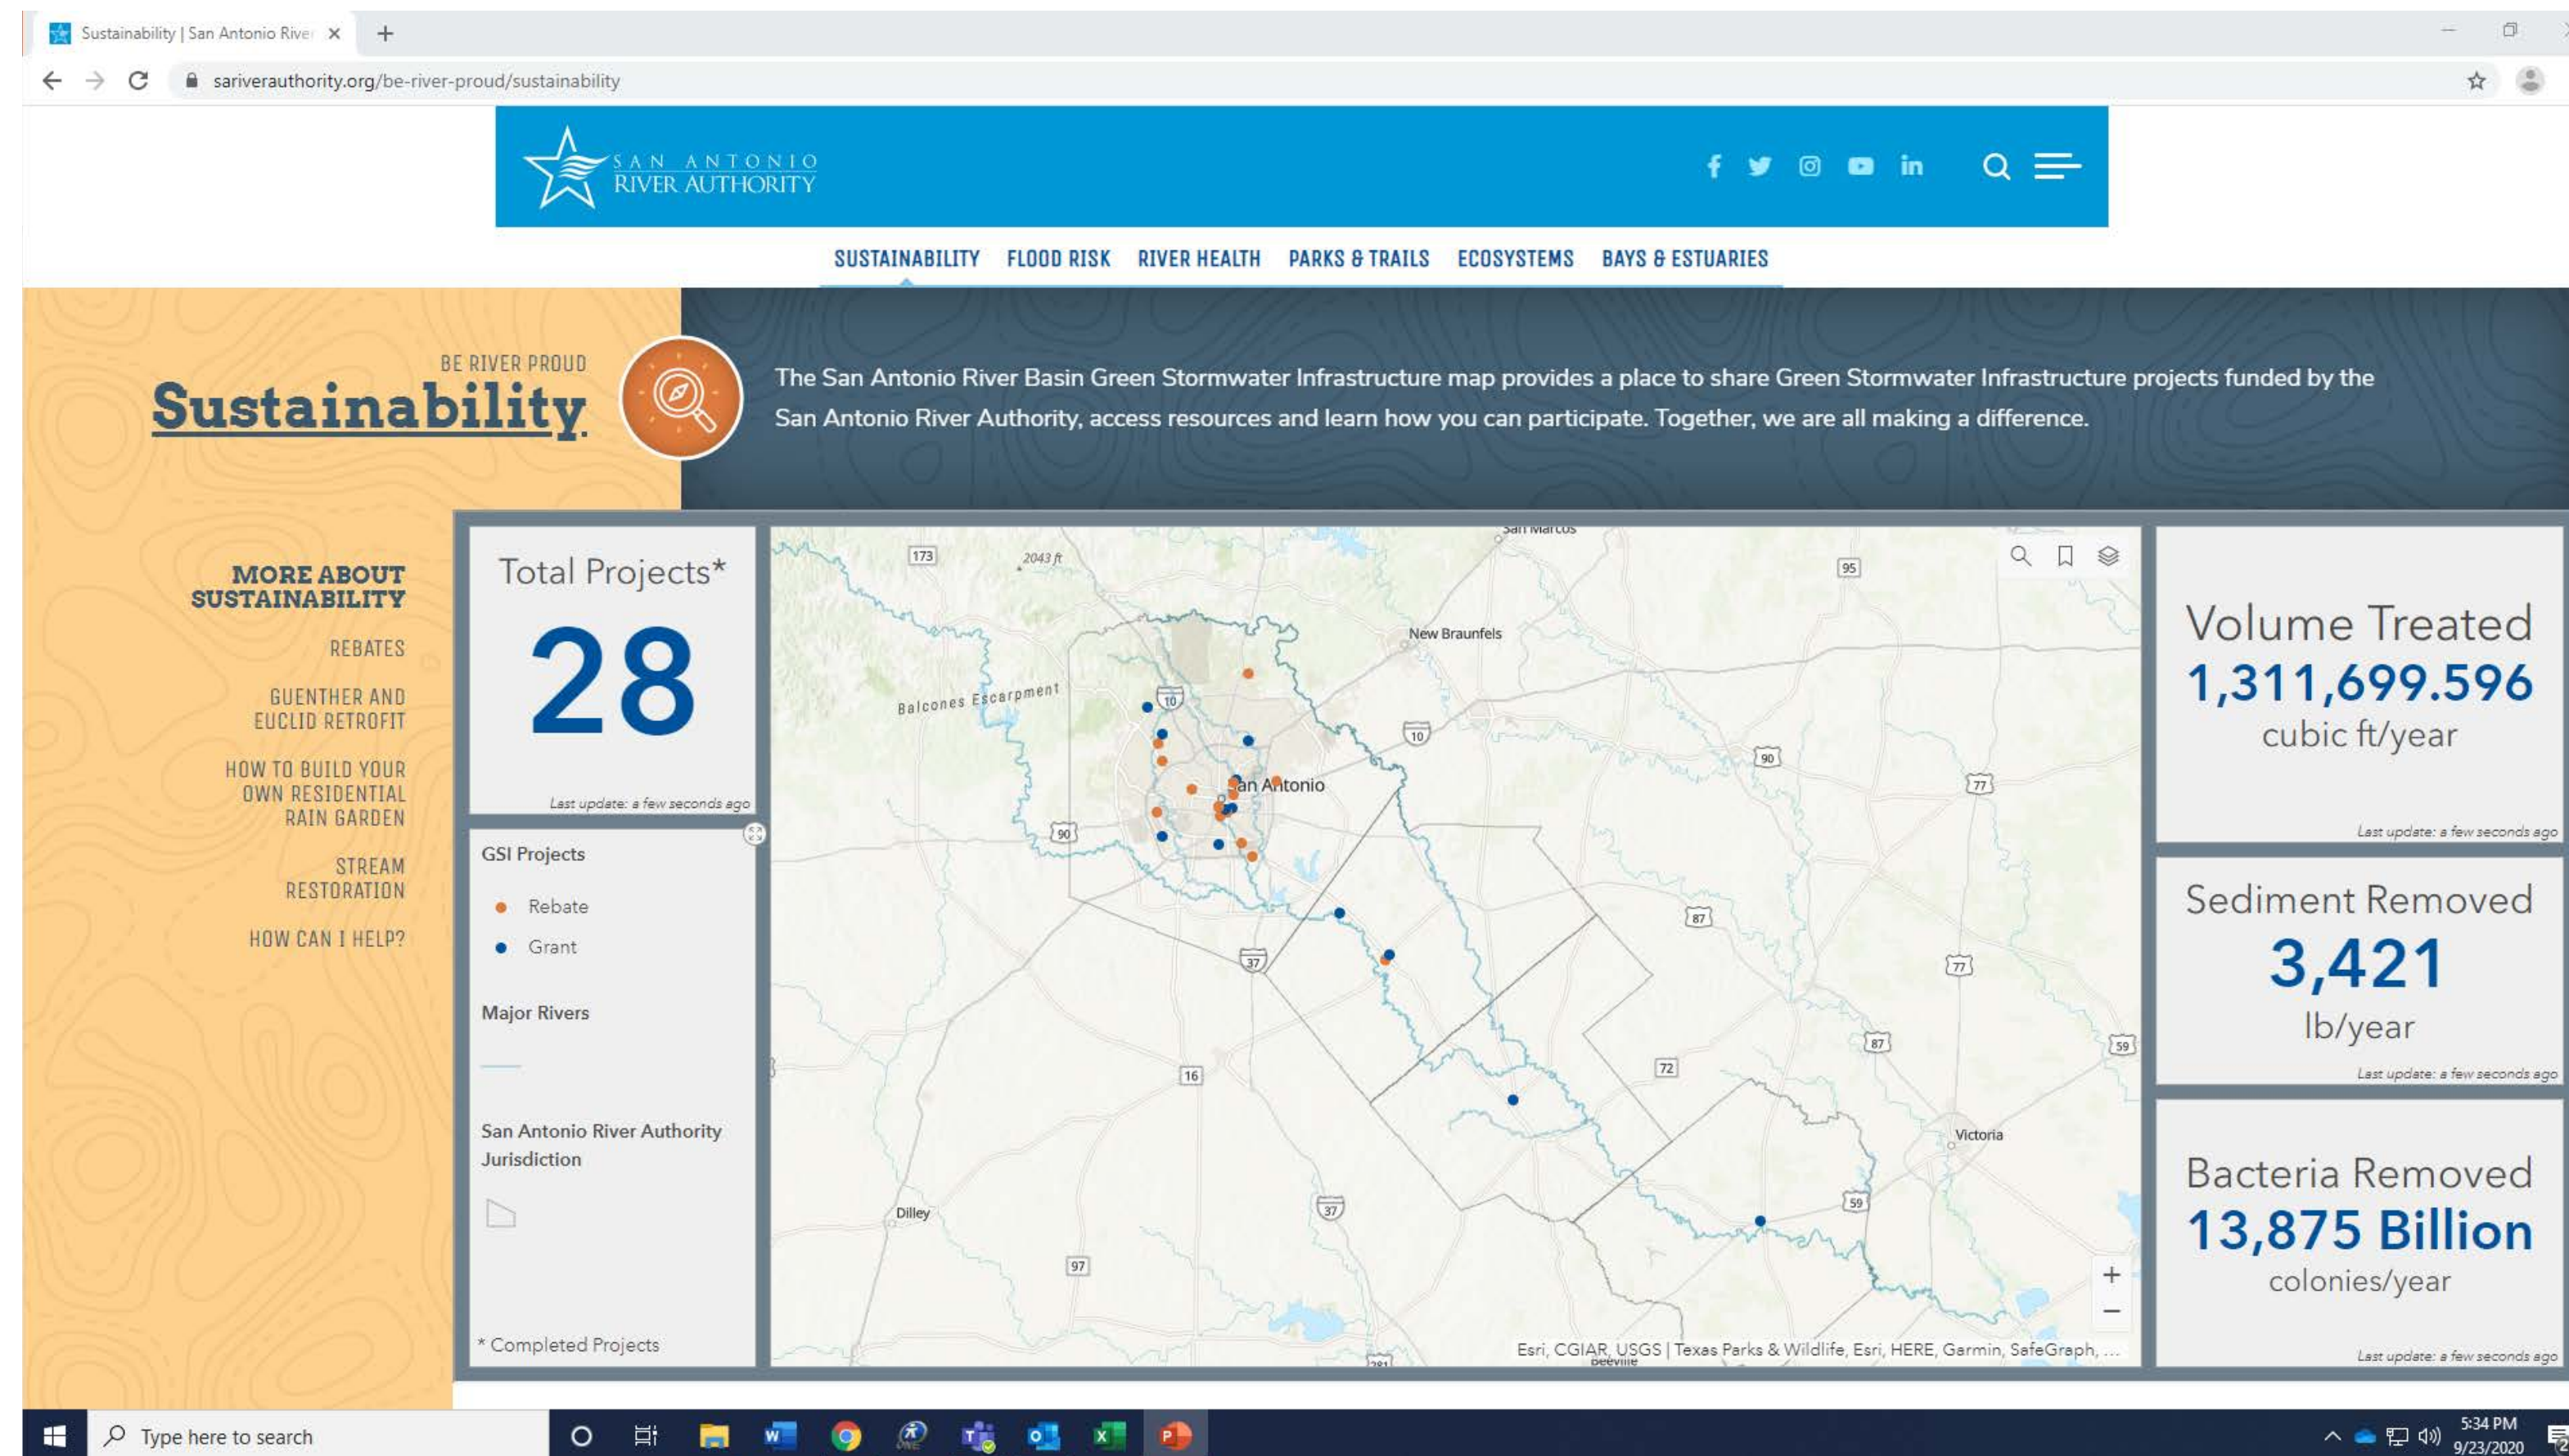 Sustainability | San Antonio River
sariverauthority.org/be-river-proud/sustainability
SAN ANTONIO
RIVER AUTHORITY
SUSTAINABILITY FLOOD RISK RIVER HEALTH PARKS & TRAILS ECOSYSTEMS BAYS & ESTUARIES
BE RIVER PROUD
Sustainability
The San Antonio River Basin Green Stormwater Infrastructure map provides a place to share Green Stormwater Infrastructure projects funded by the
San Antonio River Authority, access resources and learn how you can participate. Together, we are all making a difference.
MORE ABOUT
SUSTAINABILITY
REBATES
GUENTHER AND
EUCLID RETROFIT
HOW TO BUILD YOUR
OWN RESIDENTIAL
RAIN GARDEN
STREAM
RESTORATION
HOW CAN I HELP?
Total Projects*
28
Last update: a few seconds ago
GSI Projects
Rebate
Grant
Major Rivers
San Antonio River Authority
Jurisdiction
* Completed Projects
San Marcos
173
2043 ft
95
New Braunfels
Balcones Escarpment
10
10
90
San Antonio
77
90
87
37
77
87
59
16
72
Victoria
59
Dilley
37
97
Esri, CGIAR, USGS | Texas Parks & Wildlife, Esri, HERE, Garmin, SafeGraph, ...
Beeville
281
Volume Treated
1,311,699.596
cubic ft/year
Last update: a few seconds ago
Sediment Removed
3,421
lb/year
Last update: a few seconds ago
Bacteria Removed
13,875 Billion
colonies/year
Last update: a few seconds ago
Type here to search
5:34 PM
9/23/2020